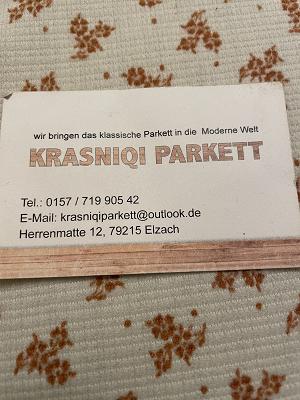 wir bringen das klassische Parkett in die Moderne Welt
KRASNIQI PARKETT
Tel.: 0157 / 719 905 42
E-Mail: krasniqiparkett@outlook.de
Herrenmatte 12, 79215 Elzach